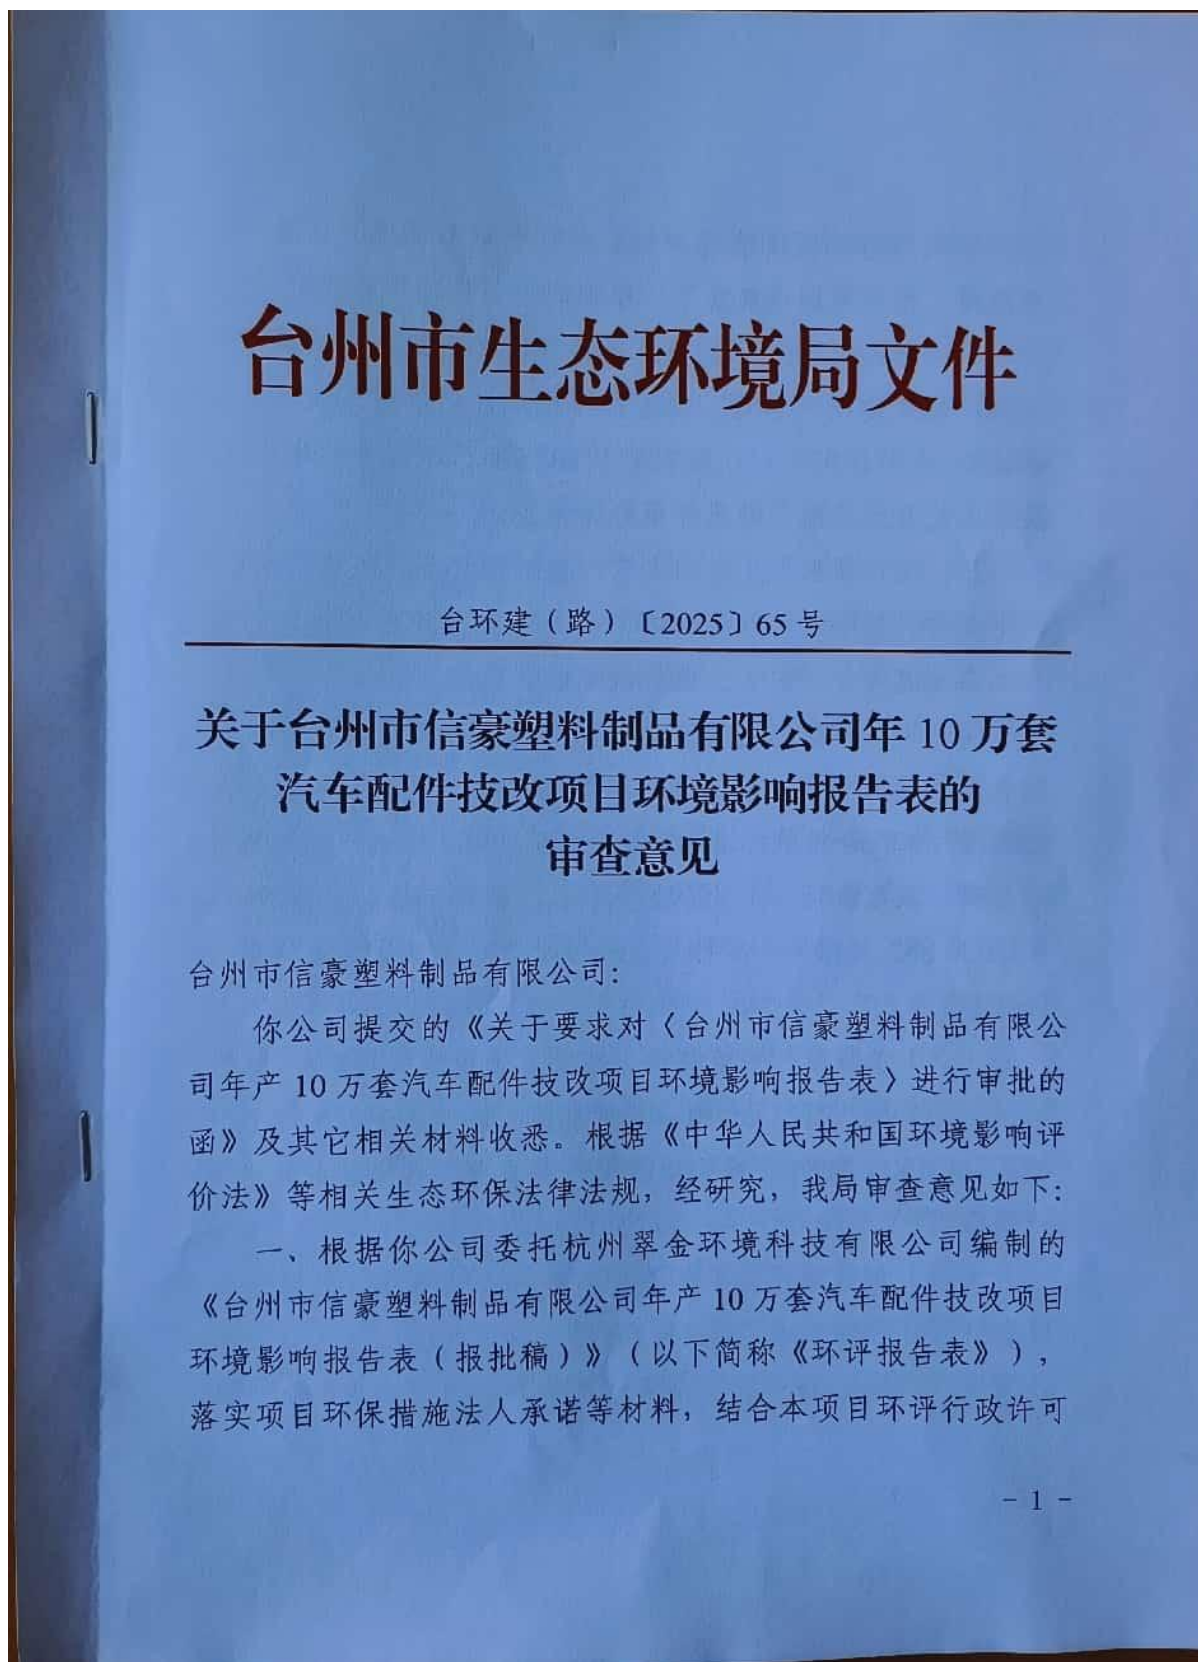 台州市生态环境局文件
台环建（路）〔2025〕65号
关于台州市信豪塑料制品有限公司年10万套
汽车配件技改项目环境影响报告表的
审查意见
台州市信豪塑料制品有限公司：
你公司提交的《关于要求对〈台州市信豪塑料制品有限公
司年产10万套汽车配件技改项目环境影响报告表〉进行审批的
函》及其它相关材料收悉。根据《中华人民共和国环境影响评
价法》等相关生态环保法律法规，经研究，我局审查意见如下：
一、根据你公司委托杭州翠金环境科技有限公司编制的
《台州市信豪塑料制品有限公司年产10万套汽车配件技改项目
环境影响报告表（报批稿）》（以下简称《环评报告表》），
落实项目环保措施法人承诺等材料，结合本项目环评行政许可
- 1 -